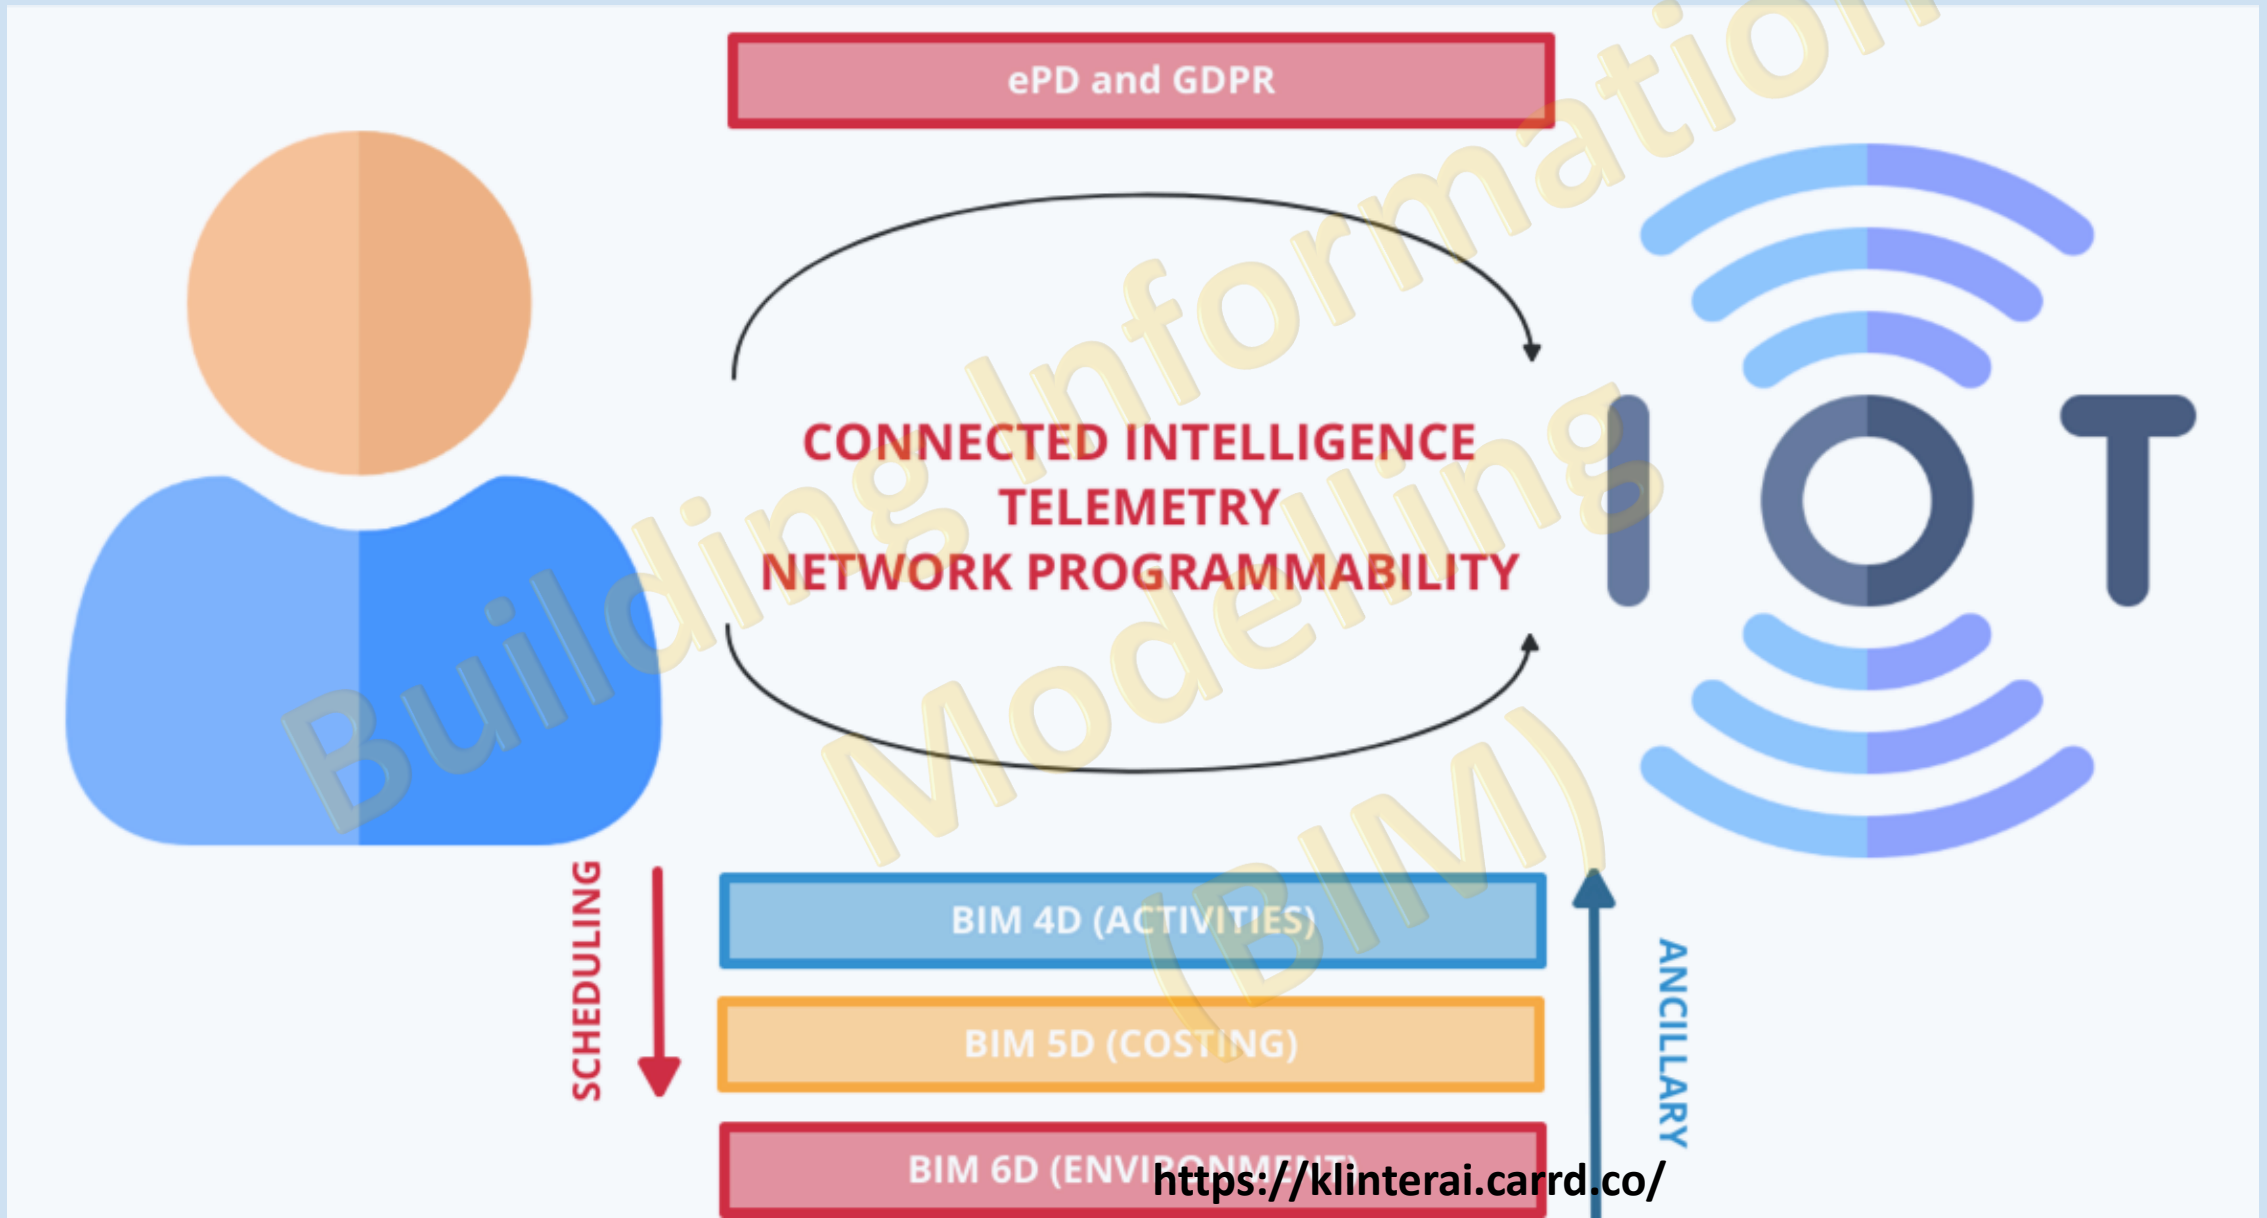 ePD and GDPR
CONNECTED INTELLIGENCE
TELEMETRY
NETWORK PROGRAMMABILITY
IOT
Building Information
Modelling
(BIM)
SCHEDULING
BIM 4D (ACTIVITIES)
BIM 5D (COSTING)
BIM 6D (ENVIRONMENT)
ANCILLARY
https://klinterai.carrd.co/